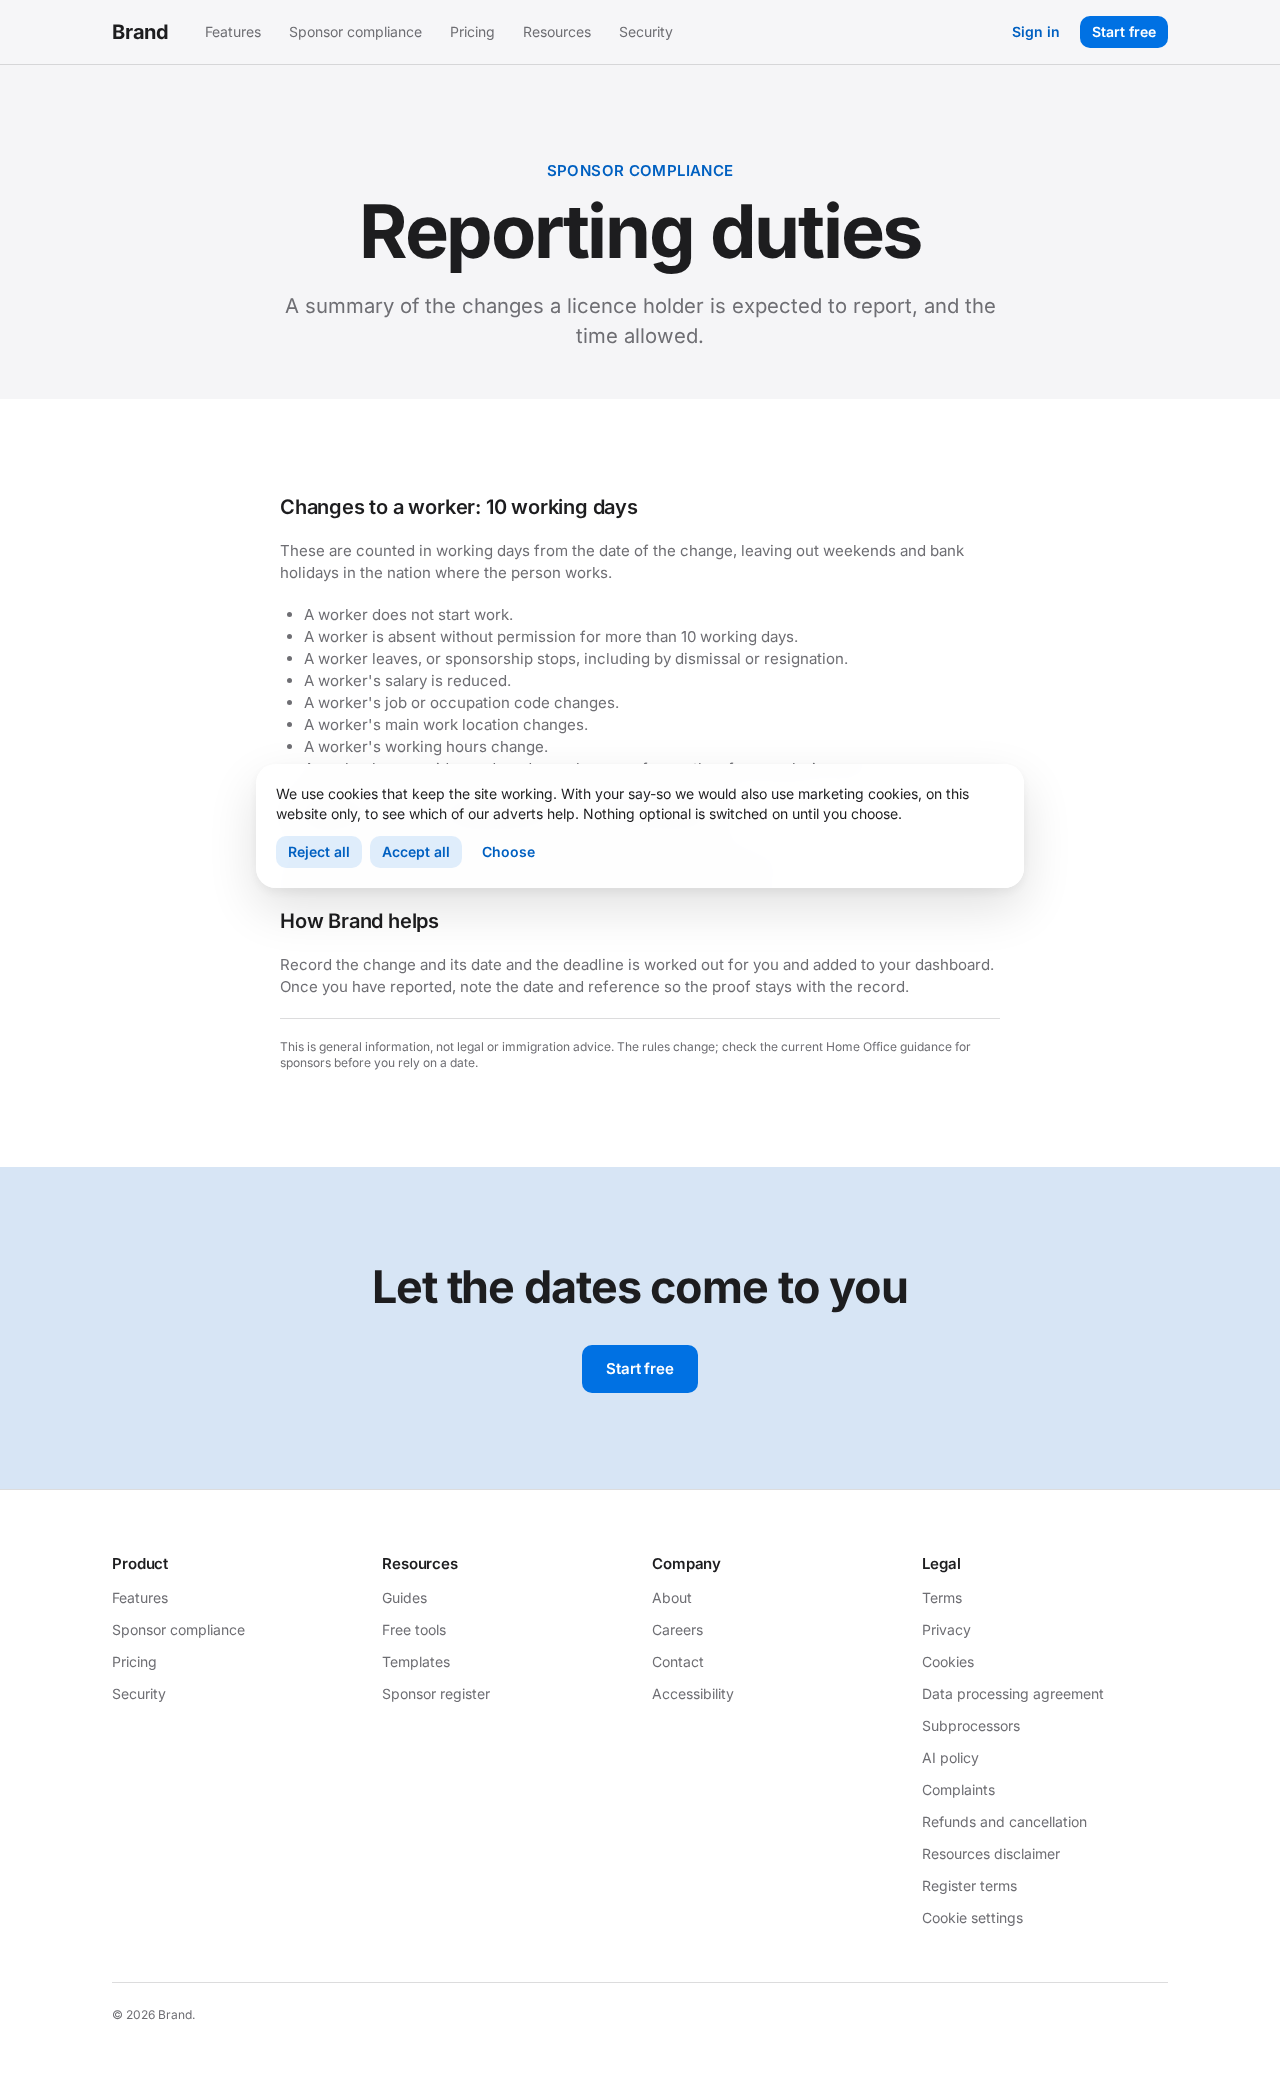 Brand
Features
Sponsor compliance
Pricing
Resources
Security
Sign in
Start free
SPONSOR COMPLIANCE
Reporting duties
A summary of the changes a licence holder is expected to report, and the
time allowed.
Changes to a worker: 10 working days
These are counted in working days from the date of the change, leaving out weekends and bank
holidays in the nation where the person works.
A worker does not start work.
A worker is absent without permission for more than 10 working days.
A worker leaves, or sponsorship stops, including by dismissal or resignation.
A worker's salary is reduced.
A worker's job or occupation code changes.
A worker's main work location changes.
A worker's working hours change.
We use cookies that keep the site working. With your say-so we would also use marketing cookies, on this
website only, to see which of our adverts help. Nothing optional is switched on until you choose.
Reject all
Accept all
Choose
How Brand helps
Record the change and its date and the deadline is worked out for you and added to your dashboard.
Once you have reported, note the date and reference so the proof stays with the record.
This is general information, not legal or immigration advice. The rules change; check the current Home Office guidance for
sponsors before you rely on a date.
Let the dates come to you
Start free
Product
Features
Sponsor compliance
Pricing
Security
Resources
Guides
Free tools
Templates
Sponsor register
Company
About
Careers
Contact
Accessibility
Legal
Terms
Privacy
Cookies
Data processing agreement
Subprocessors
AI policy
Complaints
Refunds and cancellation
Resources disclaimer
Register terms
Cookie settings
© 2026 Brand.